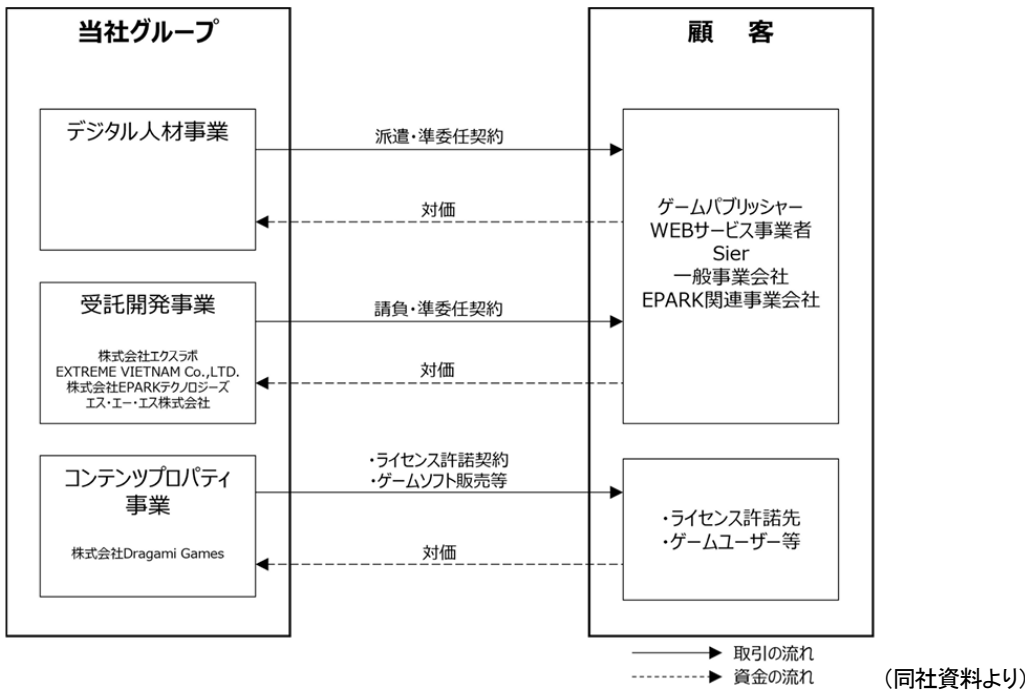 当社グループ
顧 客
デジタル人材事業
派遣・準委任契約
対価
受託開発事業
株式会社エクスラボ
EXTREME VIETNAM Co.,LTD.
株式会社EPARKテクノロジーズ
エス・エー・エス株式会社
請負・準委任契約
対価
ゲームパブリッシャー
WEBサービス事業者
Sier
一般事業会社
EPARK関連事業会社
コンテンツプロパティ
事業
株式会社Dragami Games
・ライセンス許諾契約
・ゲームソフト販売等
対価
・ライセンス許諾先
・ゲームユーザー等
取引の流れ
資金の流れ
(同社資料より)